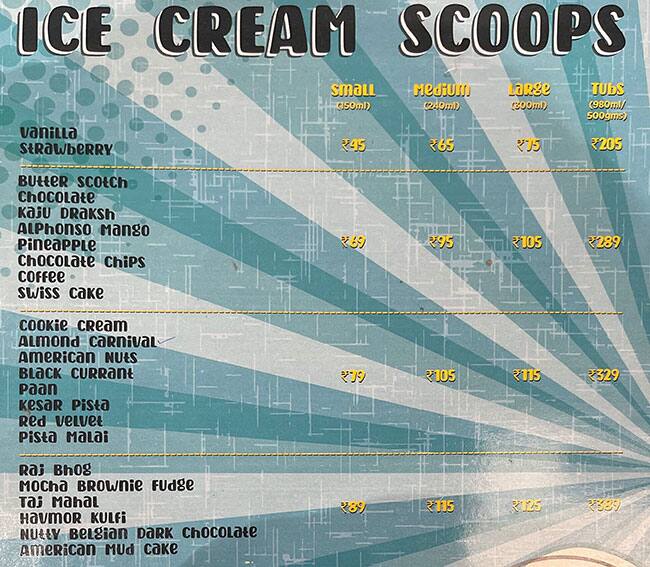 ICE CREAM SCOOPS
SMALL Medium LARGE TUBS
(150ml) (240ml) (300ml) (980ml/
500gms)
Vanilla
STRAWBERRY ₹45 ₹65 ₹75 ₹205
BUTTER SCOTCH
CHOCOLATE
KAJU DRAKSH
ALPHONSO MANGO
PINEAPPLE ₹69 ₹95 ₹105 ₹289
CHOCOLATE CHIPS
COFFEE
SWISS CAKE
COOKIE CREAM
ALMOND CARNIVAL
AMERICAN NUTS
BLACK CURRANT ₹79 ₹105 ₹115 ₹329
PAAN
KESAR PISTA
RED VELVET
PISTA MALAI
RAJ BHOG
MOCHA BROWNIE FUDGE
TAJ MAHAL ₹89 ₹115 ₹125 ₹389
HAVMOR KULFI
NUTTY BELGIAN DARK CHOCOLATE
AMERICAN MUD CAKE